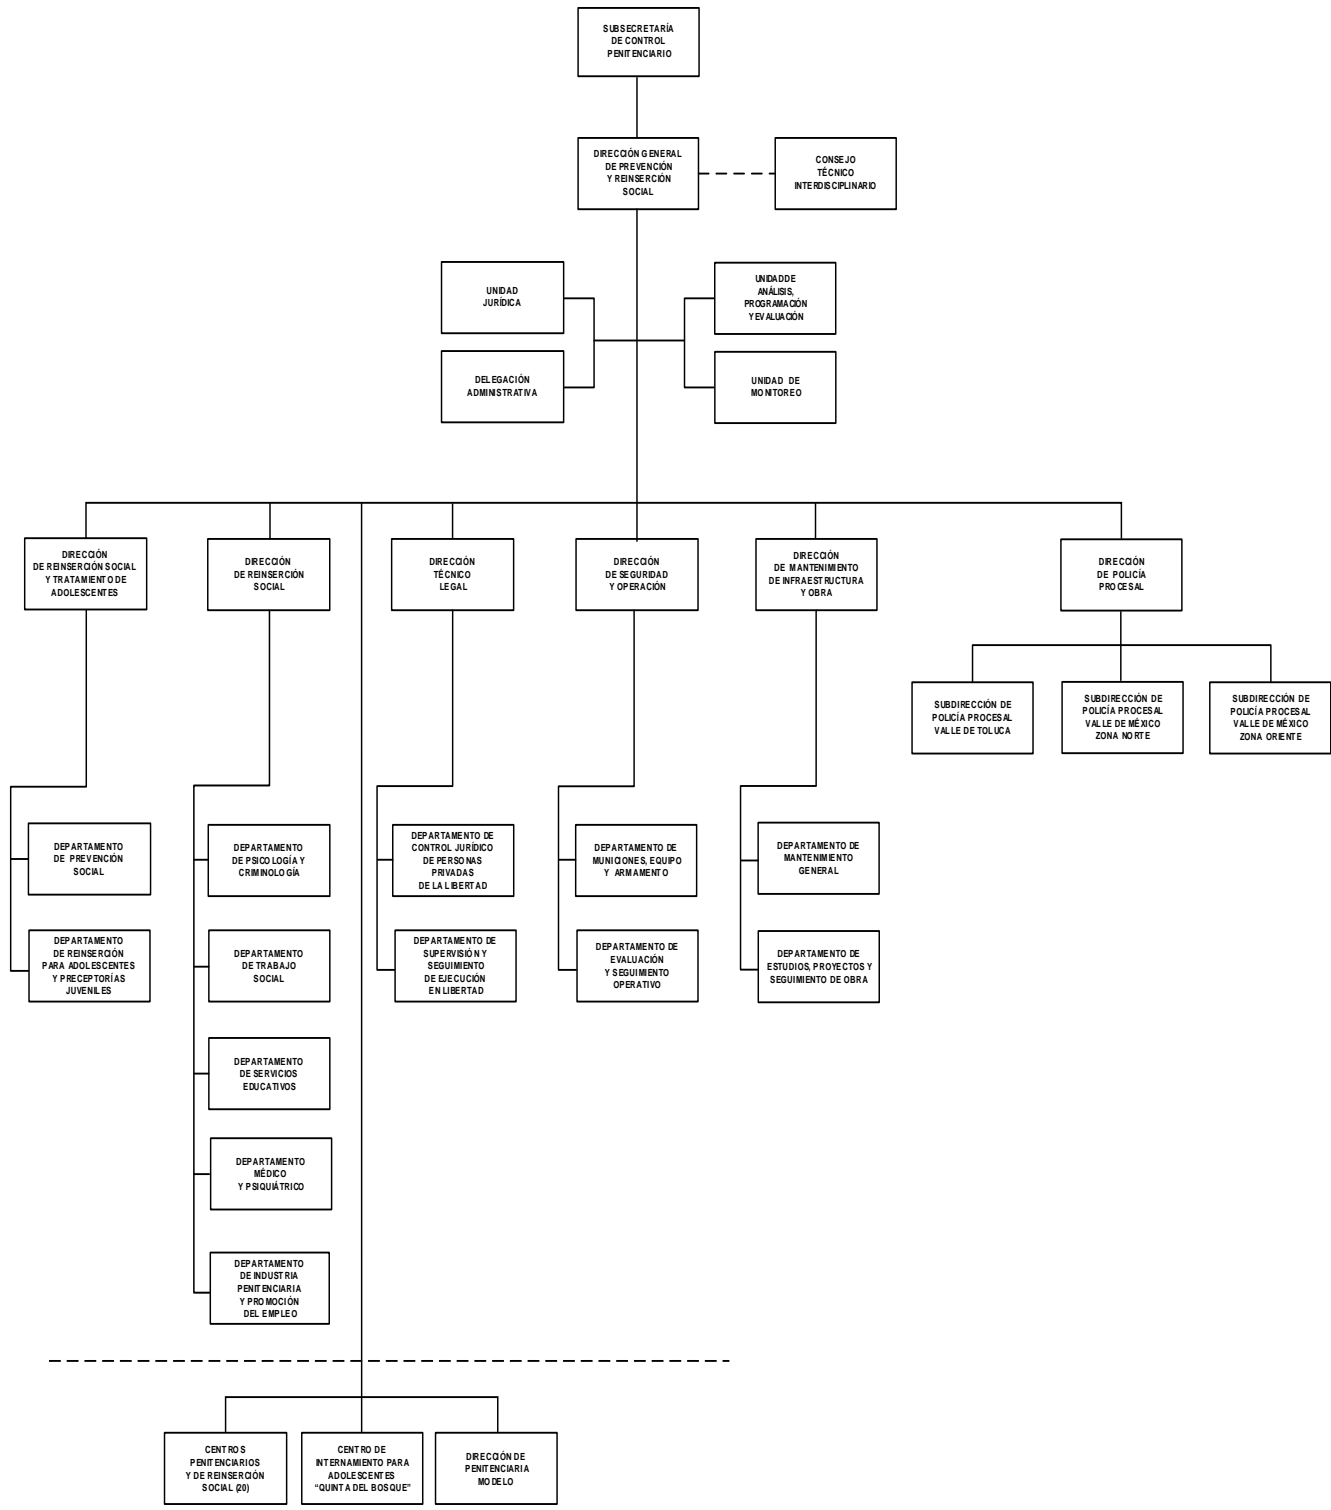 SUBSECRETARÍA
DE CONTROL
PENITENCIARIO
DIRECCIÓN GENERAL
DE PREVENCIÓN
Y REINSERCIÓN
SOCIAL
CONSEJO
TÉCNICO
INTERDISCIPLINARIO
UNIDAD
JURÍDICA
UNIDAD DE
ANÁLISIS,
PROGRAMACIÓN
Y EVALUACIÓN
DELEGACIÓN
ADMINISTRATIVA
UNIDAD DE
MONITOREO
DIRECCIÓN
DE REINSERCIÓN SOCIAL
Y TRATAMIENTO DE
ADOLESCENTES
DIRECCIÓN
DE REINSERCIÓN
SOCIAL
DIRECCIÓN
TÉCNICO
LEGAL
DIRECCIÓN
DE SEGURIDAD
Y OPERACIÓN
DIRECCIÓN
DE MANTENIMIENTO
DE INFRAESTRUCTURA
Y OBRA
DIRECCIÓN
DE POLICÍA
PROCESAL
SUBDIRECCIÓN DE
POLICÍA PROCESAL
VALLE DE TOLUCA
SUBDIRECCIÓN DE
POLICÍA PROCESAL
VALLE DE MÉXICO
ZONA NORTE
SUBDIRECCIÓN DE
POLICÍA PROCESAL
VALLE DE MÉXICO
ZONA ORIENTE
DEPARTAMENTO
DE PREVENCIÓN
SOCIAL
DEPARTAMENTO
DE PSICOLOGÍA Y
CRIMINOLOGÍA
DEPARTAMENTO DE
CONTROL JURÍDICO
DE PERSONAS
PRIVADAS
DE LA LIBERTAD
DEPARTAMENTO DE
MUNICIONES, EQUIPO
Y ARMAMENTO
DEPARTAMENTO DE
MANTENIMIENTO
GENERAL
DEPARTAMENTO
DE REINSERCIÓN
PARA ADOLESCENTES
Y PRECEPTORÍAS
JUVENILES
DEPARTAMENTO
DE TRABAJO
SOCIAL
DEPARTAMENTO DE
SUPERVISIÓN Y
SEGUIMIENTO
DE EJECUCIÓN
EN LIBERTAD
DEPARTAMENTO DE
EVALUACIÓN
Y SEGUIMIENTO
OPERATIVO
DEPARTAMENTO DE
ESTUDIOS, PROYECTOS Y
SEGUIMIENTO DE OBRA
DEPARTAMENTO
DE SERVICIOS
EDUCATIVOS
DEPARTAMENTO
MÉDICO
Y PSIQUIÁTRICO
DEPARTAMENTO
DE INDUSTRIA
PENITENCIARIA
Y PROMOCIÓN
DEL EMPLEO
CENTROS
PENITENCIARIOS
Y DE REINSERCIÓN
SOCIAL (20)
CENTRO DE
INTERNAMIENTO PARA
ADOLESCENTES
“QUINTA DEL BOSQUE”
DIRECCIÓN DE
PENITENCIARIA
MODELO